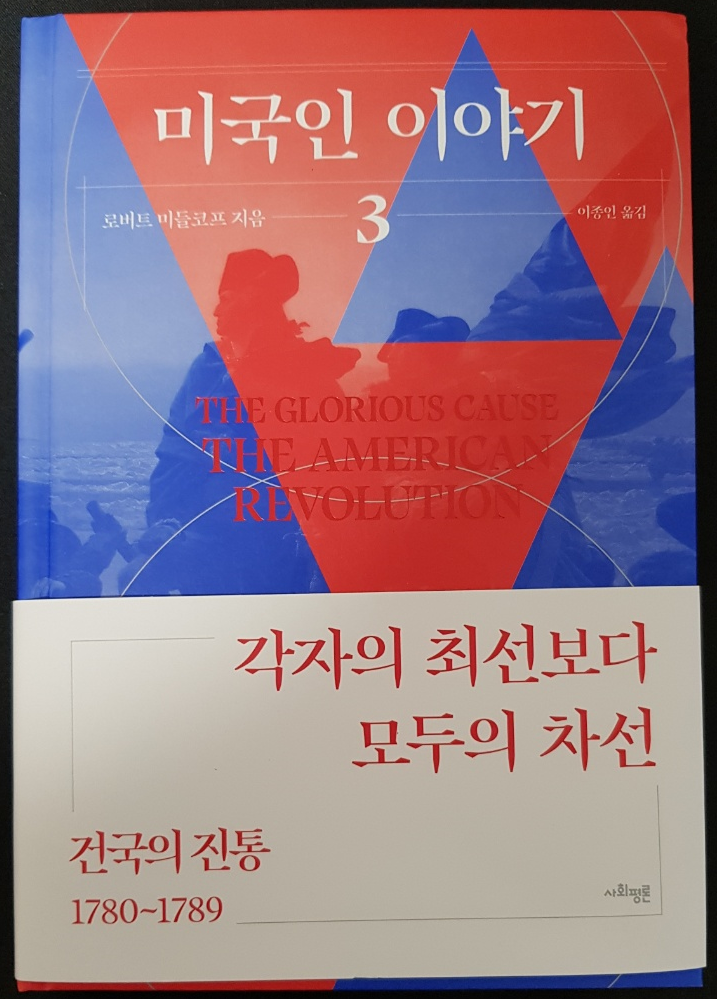 미국인 이야기
로버트 미들코프 지음 3 이종인 옮김
THE GLORIOUS CAUSE
THE AMERICAN
REVOLUTION
각자의 최선보다
모두의 차선
건국의 진통
1780~1789
사회평론